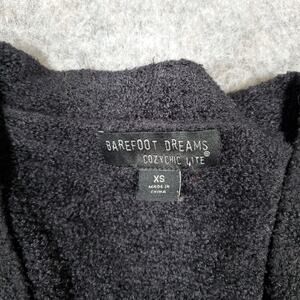 BAREFOOT DREAMS
COZYCHIC LITE®
XS
MADE IN
CHINA